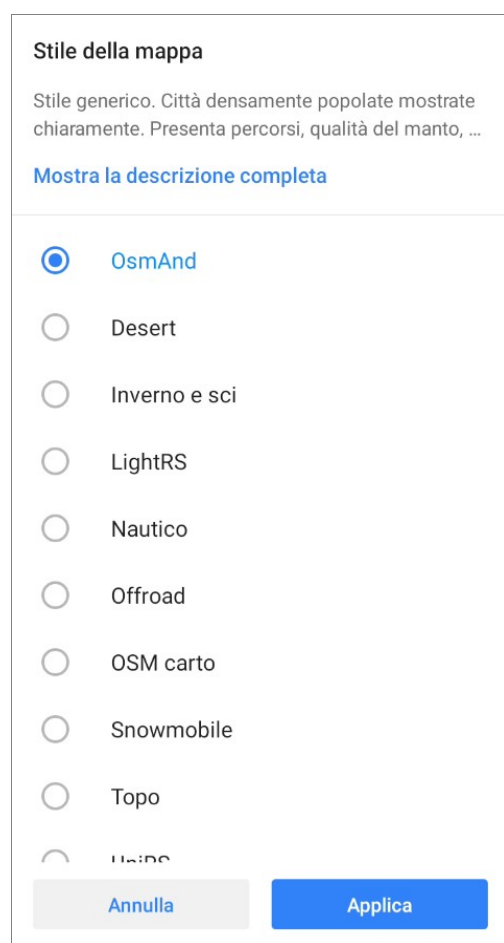 Stile della mappa
Stile generico. Città densamente popolate mostrate
chiaramente. Presenta percorsi, qualità del manto, ...
Mostra la descrizione completa
OsmAnd
Desert
Inverno e sci
LightRS
Nautico
Offroad
OSM carto
Snowmobile
Topo
UniRS
Annulla
Applica